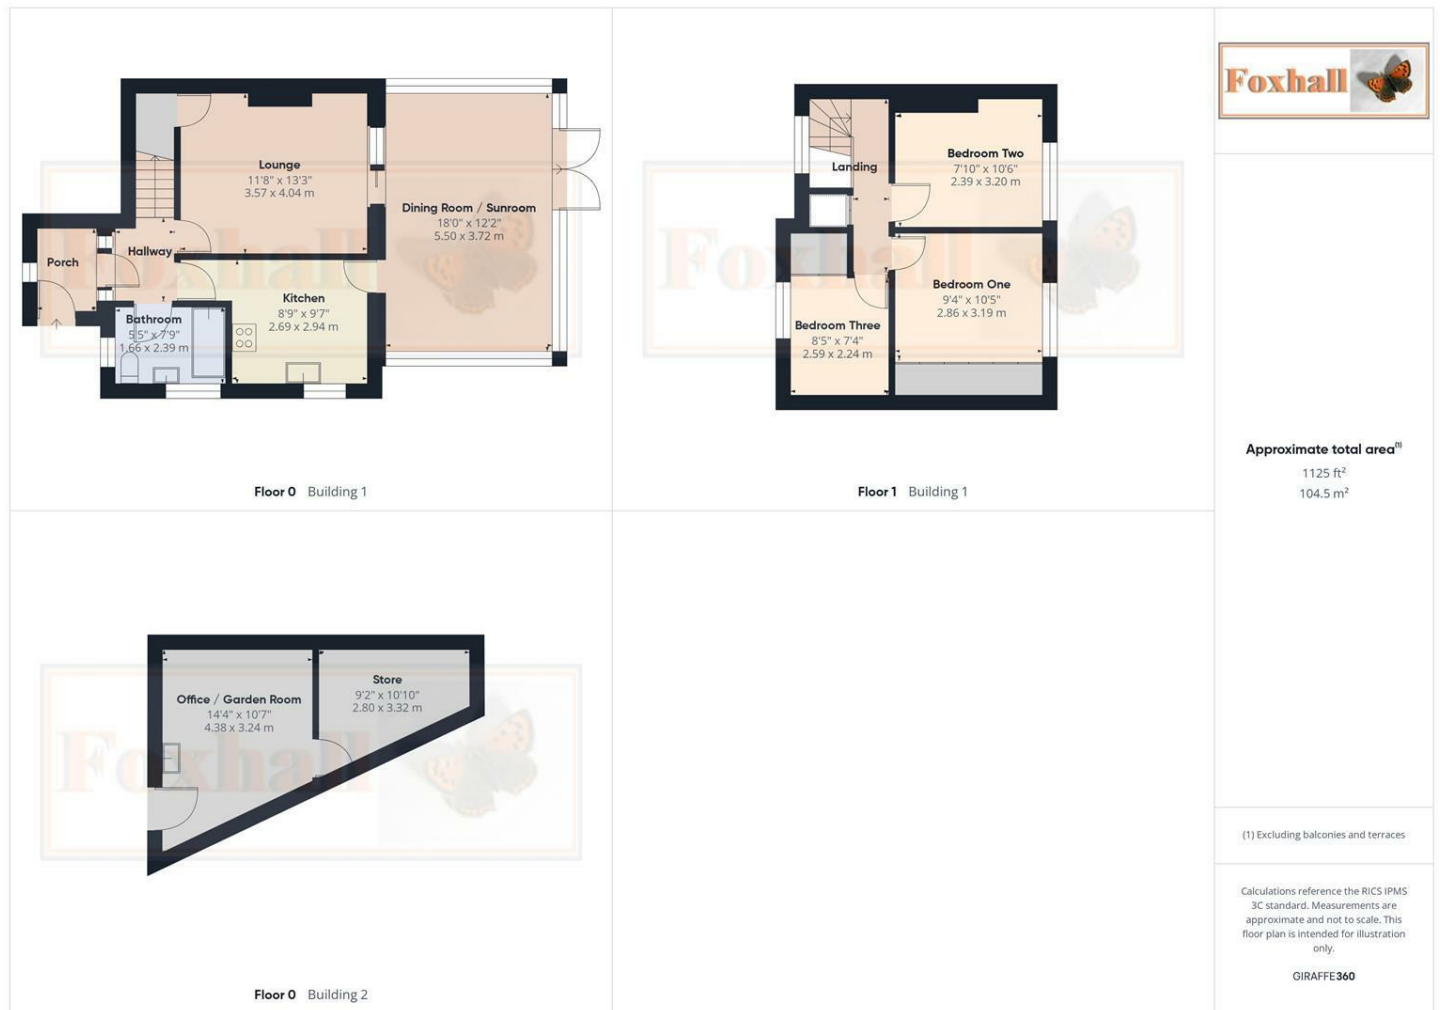 Lounge
11'8" x 13'3"
3.57 x 4.04 m
Dining Room / Sunroom
18'0" x 12'2"
5.50 x 3.72 m
Hallway
Porch
Kitchen
8'9" x 9'7"
2.69 x 2.94 m
Bathroom
5'5" x 7'9"
1.66 x 2.39 m
Foxhall
Floor 0 Building 1
Landing
Bedroom Two
7'10" x 10'6"
2.39 x 3.20 m
Bedroom One
9'4" x 10'5"
2.86 x 3.19 m
Bedroom Three
8'5" x 7'4"
2.59 x 2.24 m
Foxhall
Floor 1 Building 1
Office / Garden Room
14'4" x 10'7"
4.38 x 3.24 m
Store
9'2" x 10'10"
2.80 x 3.32 m
Foxhall
Floor 0 Building 2
Foxhall
Approximate total area(1)
1125 ft²
104.5 m²
(1) Excluding balconies and terraces
Calculations reference the RICS IPMS
3C standard. Measurements are
approximate and not to scale. This
floor plan is intended for illustration
only.
GIRAFFE360